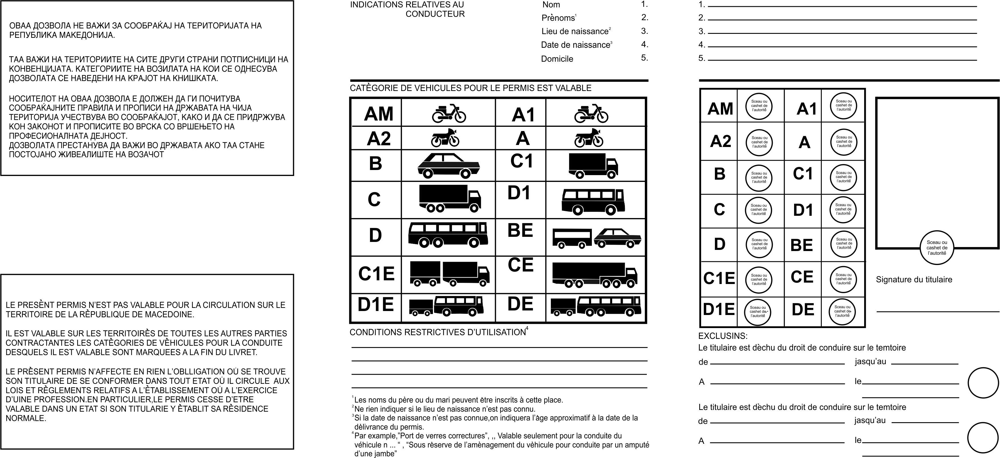 ОВАА ДОЗВОЛА НЕ ВАЖИ ЗА СООБРАЌАЈ НА ТЕРИТОРИЈАТА НА
РЕПУБЛИКА МАКЕДОНИЈА.
ТАА ВАЖИ НА ТЕРИТОРИИТЕ НА СИТЕ ДРУГИ СТРАНИ ПОТПИСНИЦИ НА
КОНВЕНЦИЈАТА. КАТЕГОРИИТЕ НА ВОЗИЛАТА НА КОИ СЕ ОДНЕСУВА
ДОЗВОЛАТА СЕ НАВЕДЕНИ НА КРАЈОТ НА КНИШКАТА.
НОСИТЕЛОТ НА ОВАА ДОЗВОЛА Е ДОЛЖЕН ДА ГИ ПОЧИТУВА
СООБРАЌАЈНИТЕ ПРАВИЛА И ПРОПИСИ НА ДРЖАВАТА НА ЧИЈА
ТЕРИТОРИЈА УЧЕСТВУВА ВО СООБРАЌАЈОТ, КАКО И ДА СЕ ПРИДРЖУВА
КОН ЗАКОНОТ И ПРОПИСИТЕ ВО ВРСКА СО ВРШЕЊЕТО НА
ПРОФЕСИОНАЛНАТА ДЕЈНОСТ.
ДОЗВОЛАТА ПРЕСТАНУВА ДА ВАЖИ ВО ДРЖАВАТА АКО ТАА СТАНЕ
ПОСТОЈАНО ЖИВЕАЛИШТЕ НА ВОЗАЧОТ
LE PRESÈNT PERMIS N’EST PAS VALABLE POUR LA CIRCULATION SUR LE
TERRITOIRE DE LA RÈPUBLIQUE DE MACEDOINE.
IL EST VALABLE SUR LES TERRITOIRÈS DE TOUTES LES AUTRES PARTIES
CONTRACTANTES LES CATÈGORIES DE VÈHICULES POUR LA CONDUITE
DESQUELS IL EST VALABLE SONT MARQUEES A LA FIN DU LIVRET.
LE PRÈSENT PERMIS N’AFFECTE EN RIEN L’OBLLIGATION OÙ SE TROUVE
SON TITULAIRE DE SE CONFORMER DANS TOUT ETAT OÙ IL CIRCULE AUX
LOIS ET RÈGLEMENTS RELATIFS A L’ÈTABLISSEMENT OÙ A L’EXERCICE
D’UINE PROFESSION.EN PARTICULIER,LE PERMIS CESSE D’ETRE
VALABLE DANS UN ETAT SI SON TITULARIE Y ÈTABLIT SA RÈSIDENCE
NORMALE.
INDICATIONS RELATIVES AU
CONDUCTEUR
Nom 1.
Prènoms¹ 2.
Lieu de naissance² 3.
Date de naissance³ 4.
Domicile 5.
CATÈGORIE DE VEHICULES POUR LE PERMIS EST VALABLE
AM A1
A2 A
B C1
C D1
D BE
C1E CE
D1E DE
CONDITIONS RESTRICTIVES D’UTILISATION⁴
¹Les noms du père ou du mari peuvent ètre inscrits à cette place.
²Ne rien indiquer si le lieu de naissance n’est pas connu.
³Si la date de naissance n’est pas connue,on indiquera l’àge approximatif à la date de la
dèlivrance du permis.
⁴Par example,”Port de verres correctures”, ,, Valable seulement pour la conduite du
véhicule n ... “ , “Sous rèserve de l’amènagement du vèhicule pour conduite par un amputé
d’une jambe”
1.
2.
3.
4.
5.
AM Sceau ou cashet de l’autorité A1 Sceau ou cashet de l’autorité
A2 Sceau ou cashet de l’autorité A Sceau ou cashet de l’autorité
B Sceau ou cashet de l’autorité C1 Sceau ou cashet de l’autorité
C Sceau ou cashet de l’autorité D1 Sceau ou cashet de l’autorité
D Sceau ou cashet de l’autorité BE Sceau ou cashet de l’autorité
C1E Sceau ou cashet de l’autorité CE Sceau ou cashet de l’autorité
D1E Sceau ou cashet de l’autorité DE Sceau ou cashet de l’autorité
Sceau ou
cashet de
l’autorité
Signature du titulaire
EXCLUSINS:
Le titulaire est dèchu du droit de conduire sur le temtoire
de jasqu’au
A le
Le titulaire est dèchu du droit de conduire sur le temtoire
de jasqu’au
A le